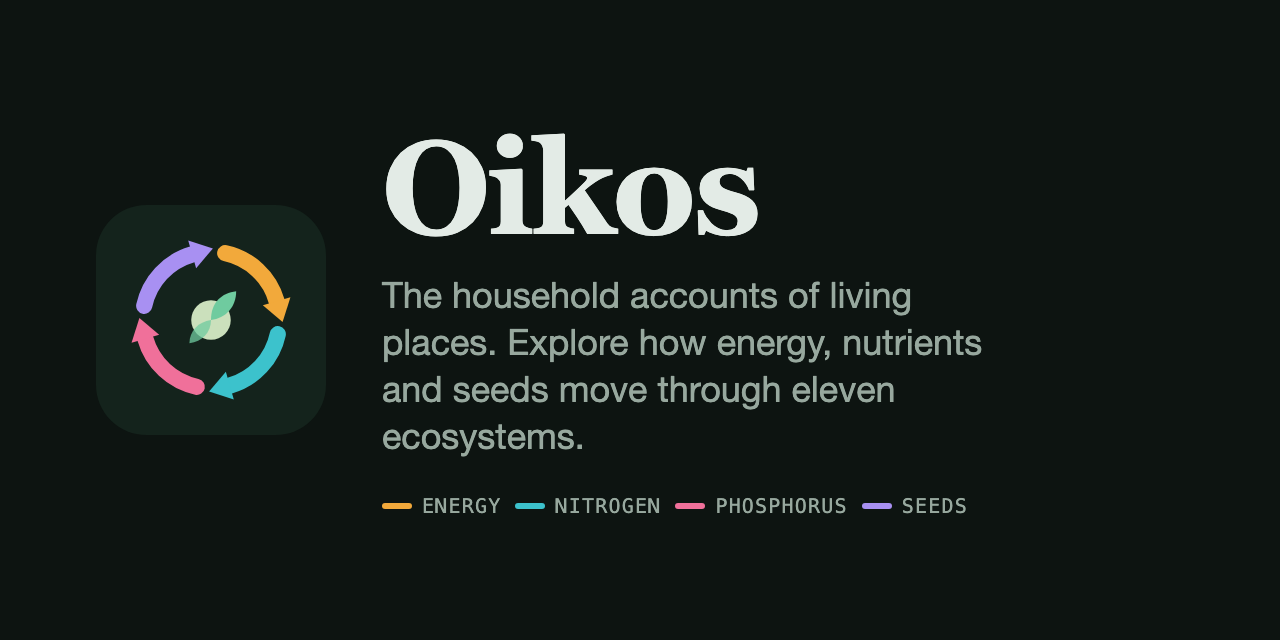 Oikos
The household accounts of living
places. Explore how energy, nutrients
and seeds move through eleven
ecosystems.
ENERGY NITROGEN PHOSPHORUS SEEDS